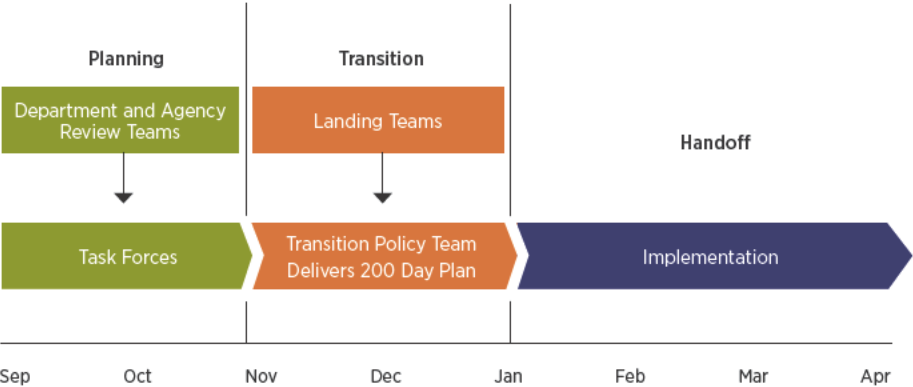 Planning
Transition
Department and Agency
Review Teams
Landing Teams
Handoff
Task Forces
Transition Policy Team
Delivers 200 Day Plan
Implementation
Sep Oct Nov Dec Jan Feb Mar Apr